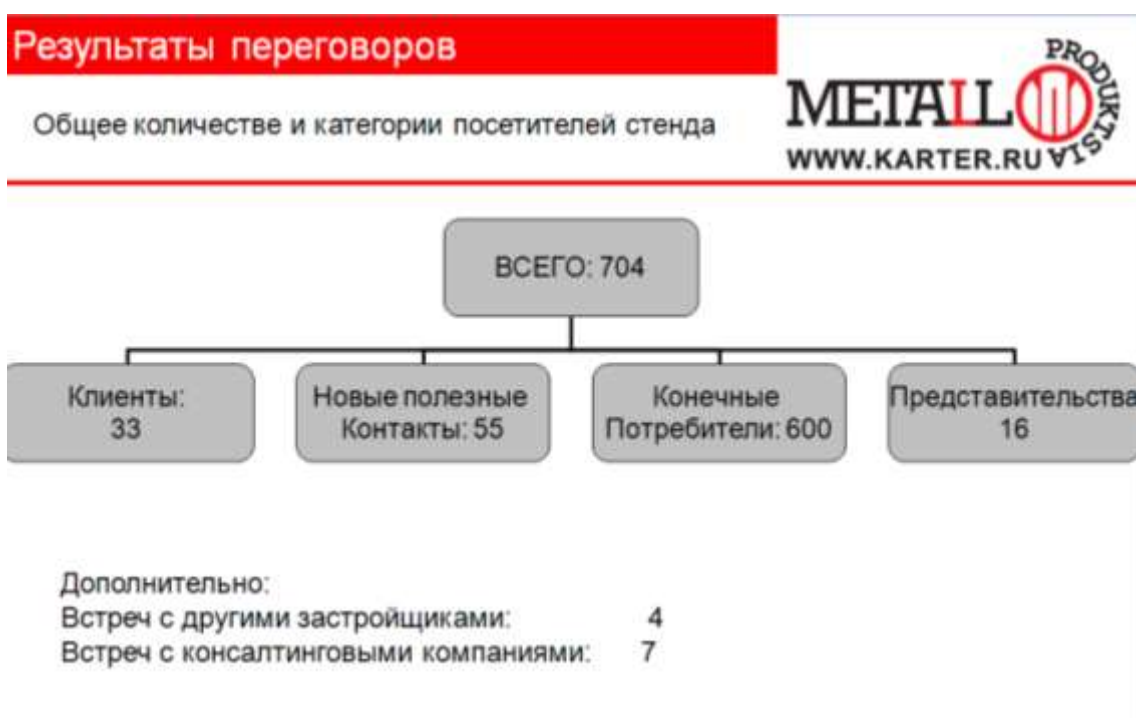 Результаты переговоров
Общее количестве и категории посетителей стенда
METALL
PRODUKTSIA
WWW.KARTER.RU
ВСЕГО: 704
Клиенты:
33
Новые полезные
Контакты: 55
Конечные
Потребители: 600
Представительства
16
Дополнительно:
Встреч с другими застройщиками: 4
Встреч с консалтинговыми компаниями: 7